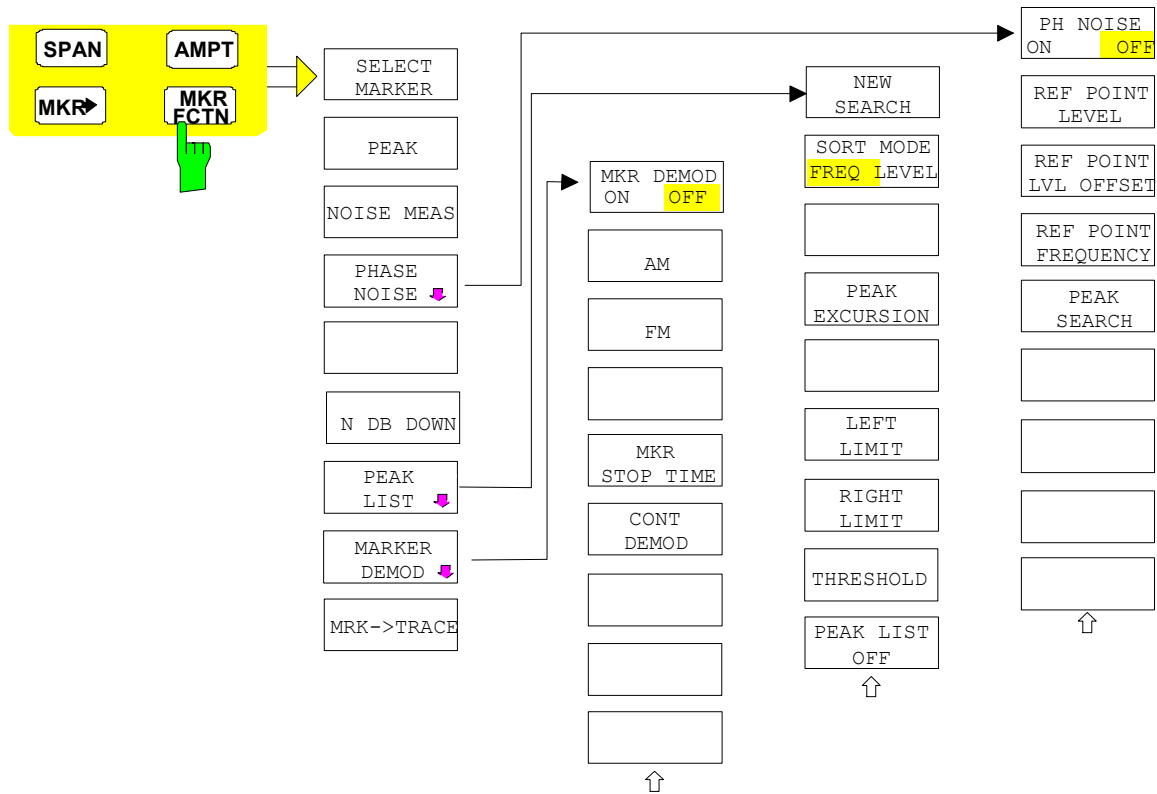 SPAN
AMPT
MKR
MKR
FCTN
SELECT
MARKER
PEAK
NOISE MEAS
PHASE
NOISE
N DB DOWN
PEAK
LIST
MARKER
DEMOD
MRK->TRACE
MKR DEMOD
ON OFF
AM
FM
MKR
STOP TIME
CONT
DEMOD
NEW
SEARCH
SORT MODE
FREQ LEVEL
PEAK
EXCURSION
LEFT
LIMIT
RIGHT
LIMIT
THRESHOLD
PEAK LIST
OFF
PH NOISE
ON OFF
REF POINT
LEVEL
REF POINT
LVL OFFSET
REF POINT
FREQUENCY
PEAK
SEARCH